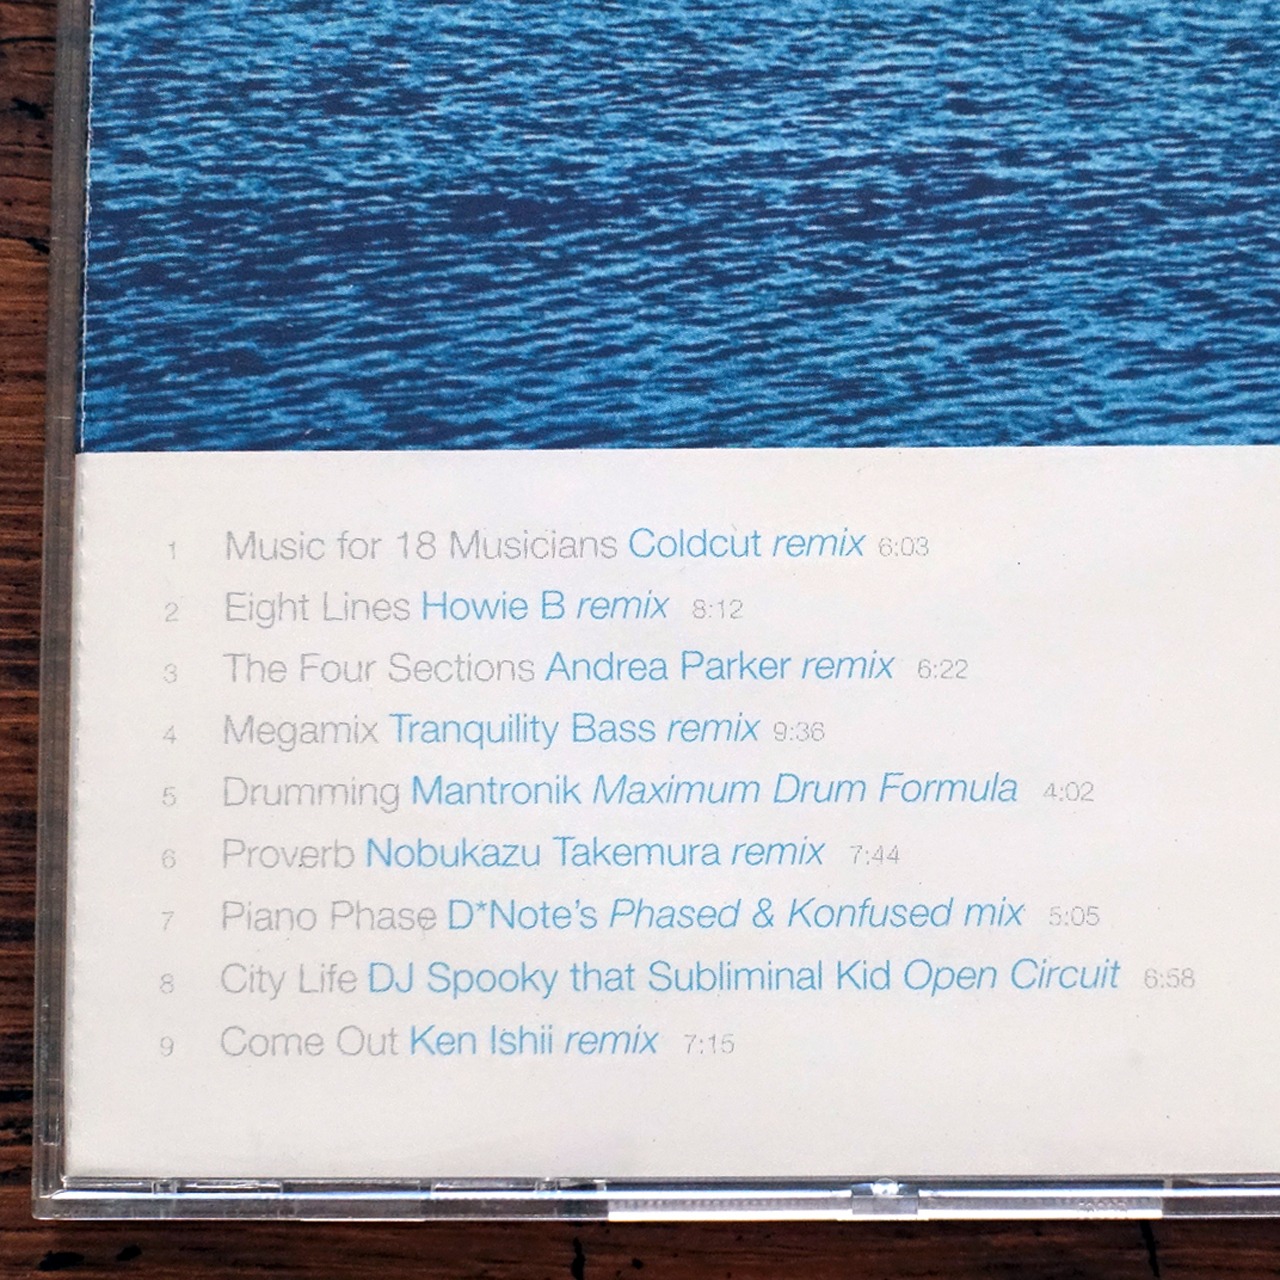 1 Music for 18 Musicians Coldcut remix 6:03
2 Eight Lines Howie B remix 8:12
3 The Four Sections Andrea Parker remix 6:22
4 Megamix Tranquility Bass remix 9:36
5 Drumming Mantronik Maximum Drum Formula 4:02
6 Proverb Nobukazu Takemura remix 7:44
7 Piano Phase D*Note's Phased & Konfused mix 5:05
8 City Life DJ Spooky that Subliminal Kid Open Circuit 6:58
9 Come Out Ken Ishii remix 7:15